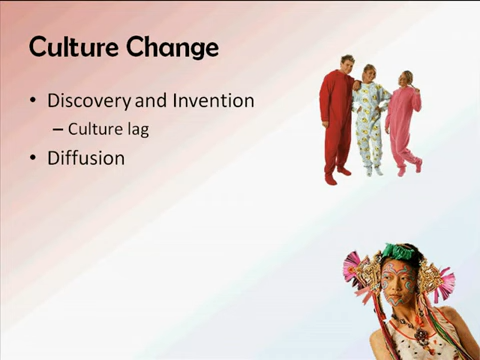 Culture Change
• Discovery and Invention
– Culture lag
• Diffusion